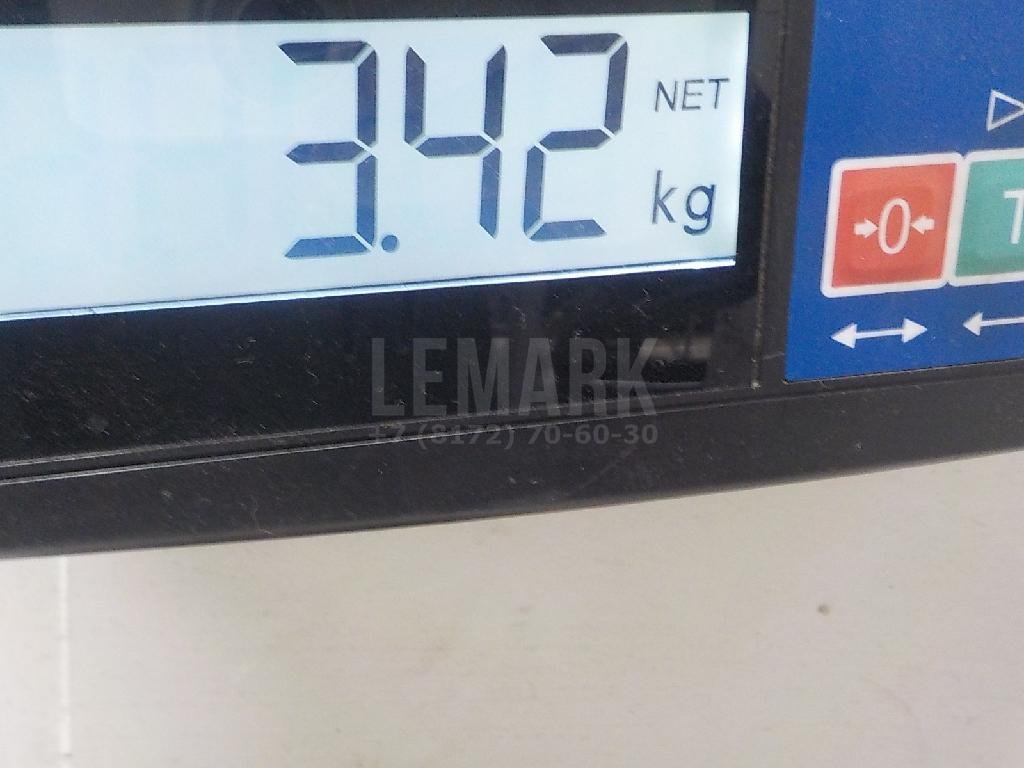 3.42 NET
kg
→0←
T
LEMARK
+7 (8172) 70-60-30